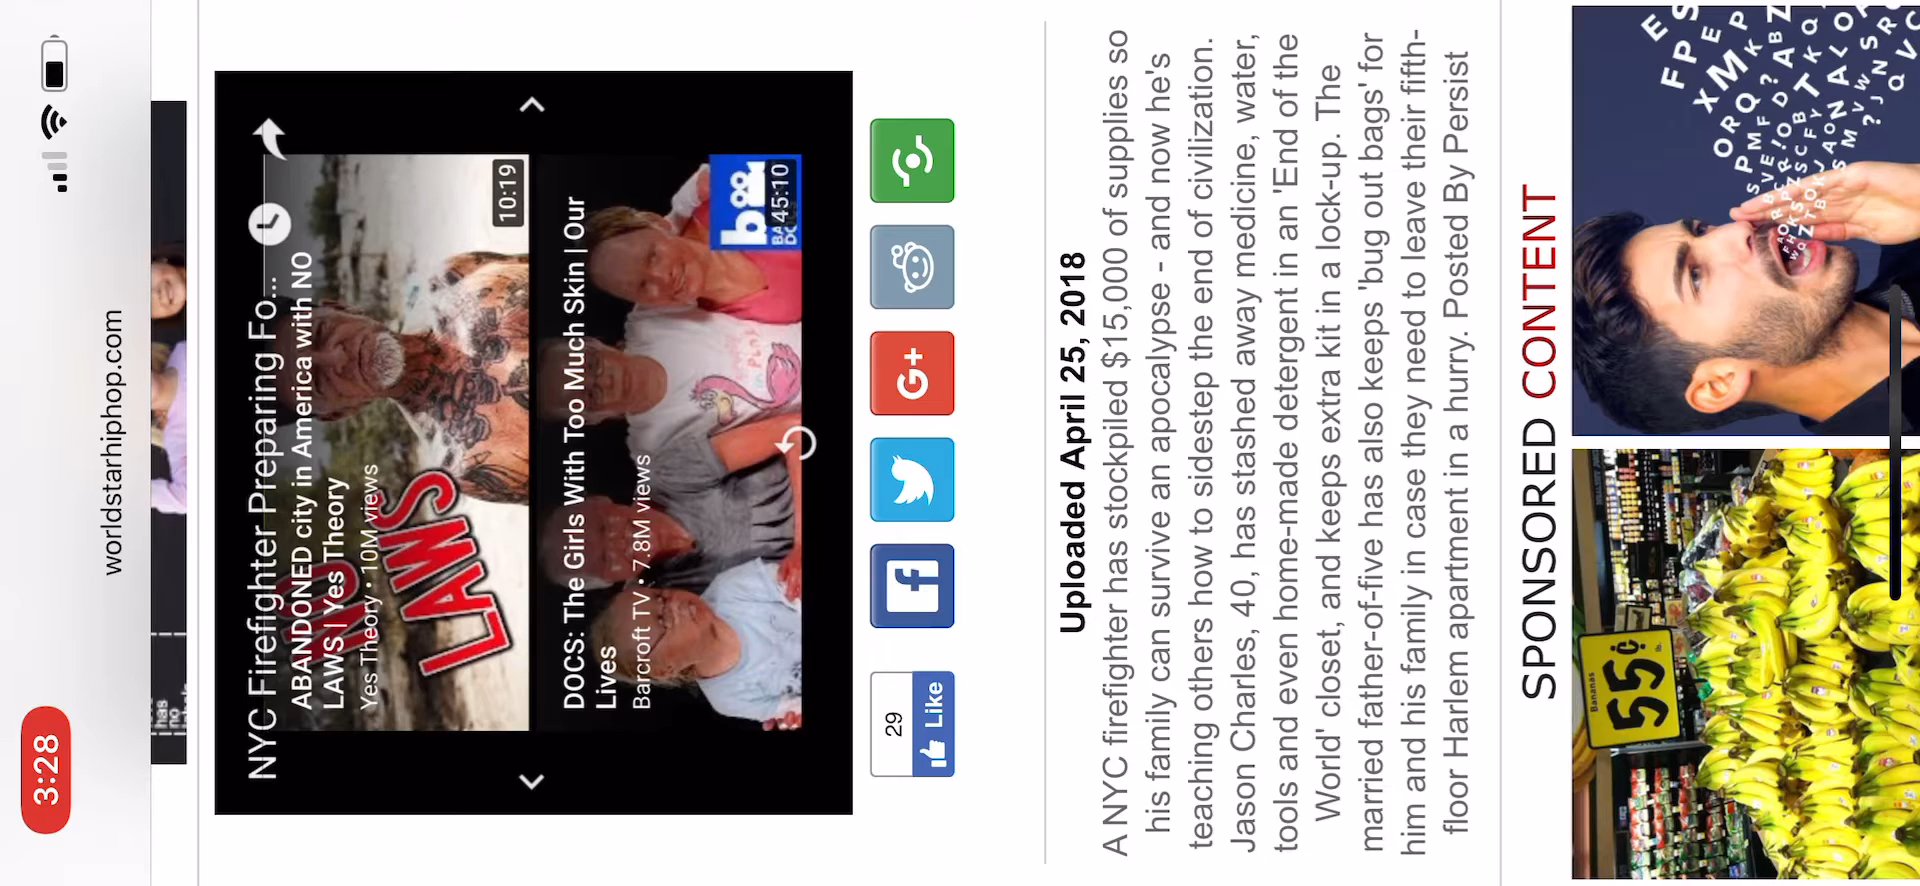 3:28
worldstarhiphop.com
has
no
NYC Firefighter Preparing Fo...
ABANDONED city in America with NO
LAWS | Yes Theory
Yes Theory • 10M views
10:19
NO
LAWS
DOCS: The Girls With Too Much Skin | Our
Lives
Barcroft TV • 7.8M views
45:10
29
Like
G+
Uploaded April 25, 2018
A NYC firefighter has stockpiled $15,000 of supplies so
his family can survive an apocalypse - and now he's
teaching others how to sidestep the end of civilization.
Jason Charles, 40, has stashed away medicine, water,
tools and even home-made detergent in an 'End of the
World' closet, and keeps extra kit in a lock-up. The
married father-of-five has also keeps 'bug out bags' for
him and his family in case they need to leave their fifth-
floor Harlem apartment in a hurry. Posted By Persist
SPONSORED CONTENT
Bananas
55¢